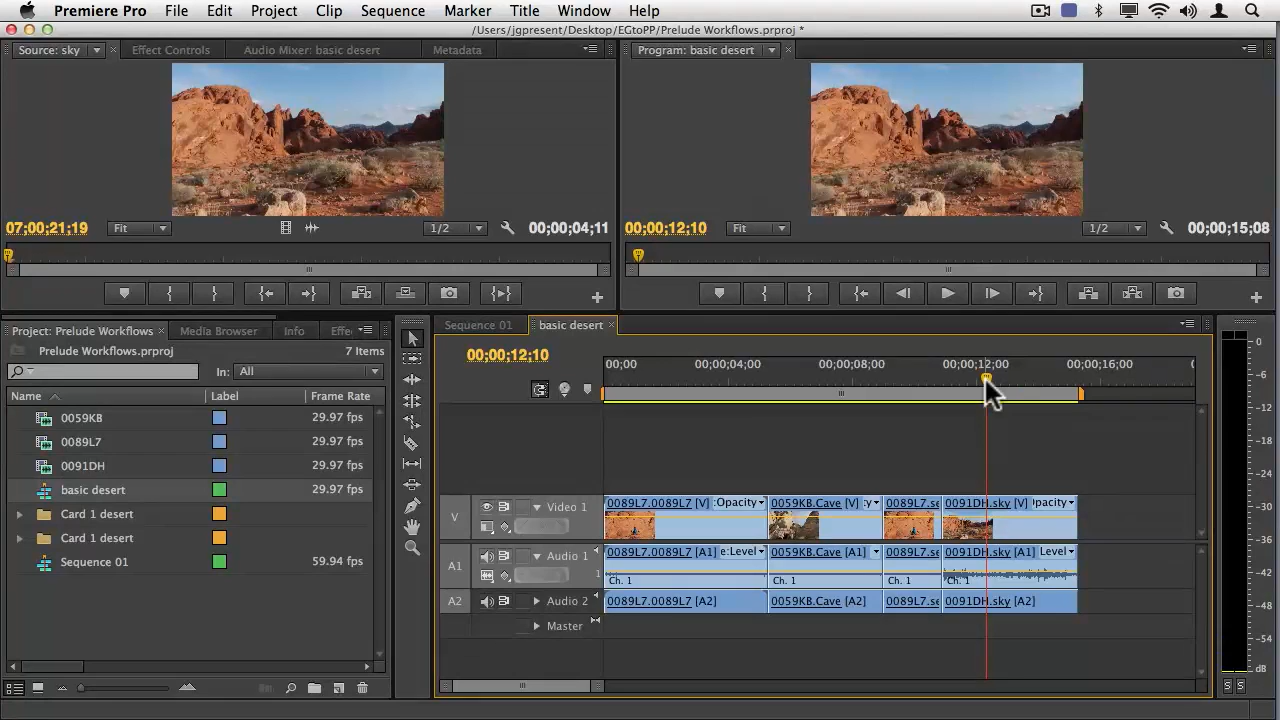 Premiere Pro File Edit Project Clip Sequence Marker Title Window Help
/Users/jgpresent/Desktop/EGtoPP/Prelude Workflows.prproj *
Source: sky Effect Controls Audio Mixer: basic desert Metadata
Program: basic desert
07;00;21;19 Fit 1/2 00;00;04;11
00;00;12;10 Fit 1/2 00;00;15;08
Project: Prelude Workflows Media Browser Info Effe
Prelude Workflows.prproj 7 Items
In: All
Name Label Frame Rate
0059KB 29.97 fps
0089L7 29.97 fps
0091DH 29.97 fps
basic desert 29.97 fps
Card 1 desert
Card 1 desert
Sequence 01 59.94 fps
Sequence 01 basic desert
00;00;12;10
00;00 00;00;04;00 00;00;08;00 00;00;12;00 00;00;16;00 0
V Video 1 0089L7.0089L7 [V] :Opacity 0059KB.Cave [V] :y 0089L7.se 0091DH.sky [V] )pacity
A1 Audio 1 0089L7.0089L7 [A1] e:Level 0059KB.Cave [A1] 0089L7.se 0091DH.sky [A1] Level
1 Ch. 1 Ch. 1 Ch. 1 Ch. 1
A2 Audio 2 0089L7.0089L7 [A2] 0059KB.Cave [A2] 0089L7.se 0091DH.sky [A2]
Master
0
-6
-12
-18
-24
-30
-36
-42
-48
-54
dB
S S